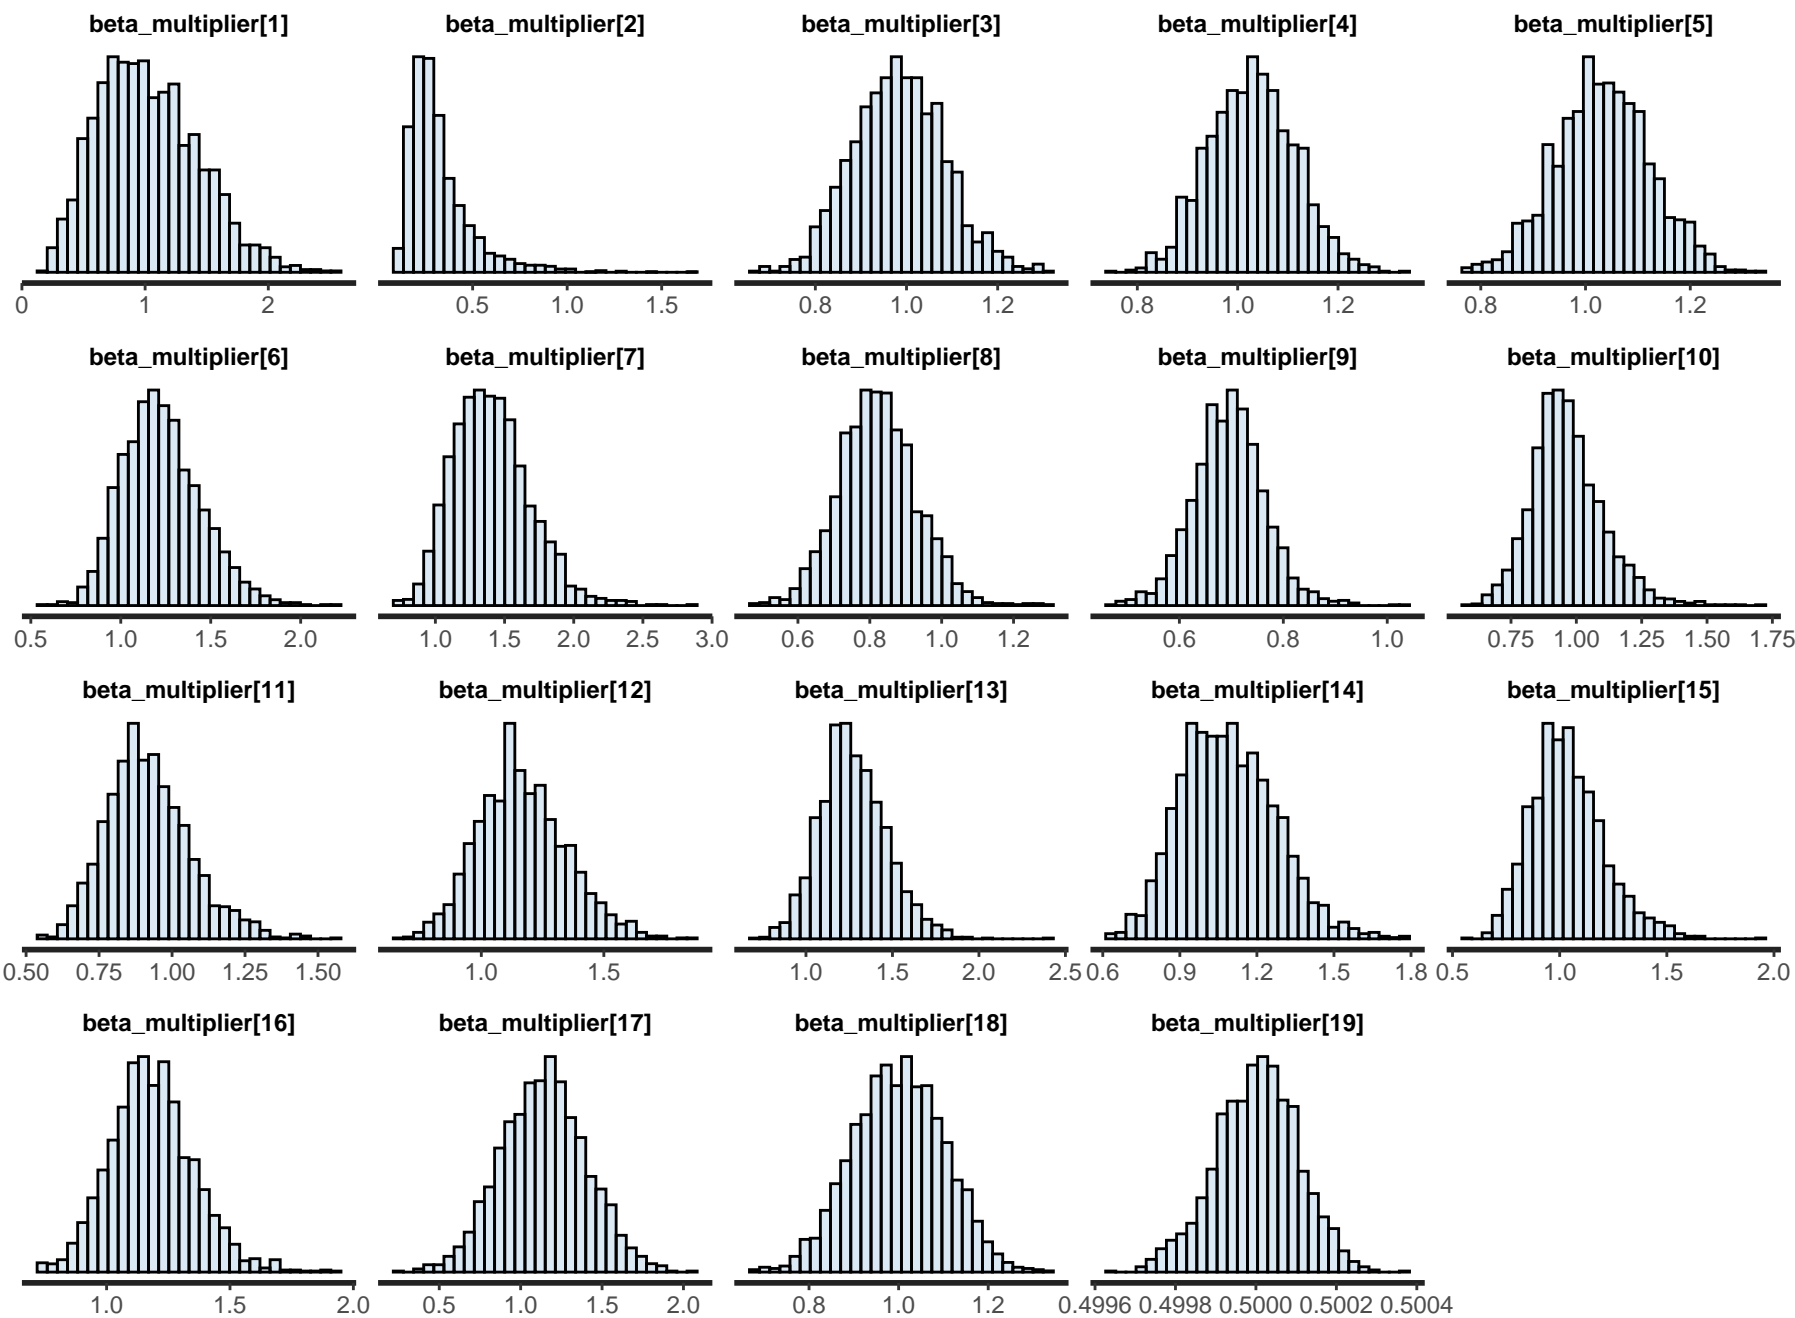 beta_multiplier[1] beta_multiplier[2] beta_multiplier[3] beta_multiplier[4] beta_multiplier[5]
0 1 2 0.5 1.0 1.5 0.8 1.0 1.2 0.8 1.0 1.2 0.8 1.0 1.2
beta_multiplier[6] beta_multiplier[7] beta_multiplier[8] beta_multiplier[9] beta_multiplier[10]
0.5 1.0 1.5 2.0 1.0 1.5 2.0 2.5 3.0 0.6 0.8 1.0 1.2 0.6 0.8 1.0 0.75 1.00 1.25 1.50 1.75
beta_multiplier[11] beta_multiplier[12] beta_multiplier[13] beta_multiplier[14] beta_multiplier[15]
0.50 0.75 1.00 1.25 1.50 1.0 1.5 1.0 1.5 2.0 2.5 0.6 0.9 1.2 1.5 1.8 0.5 1.0 1.5 2.0
beta_multiplier[16] beta_multiplier[17] beta_multiplier[18] beta_multiplier[19]
1.0 1.5 2.0 0.5 1.0 1.5 2.0 0.8 1.0 1.2 0.4996 0.4998 0.5000 0.5002 0.5004